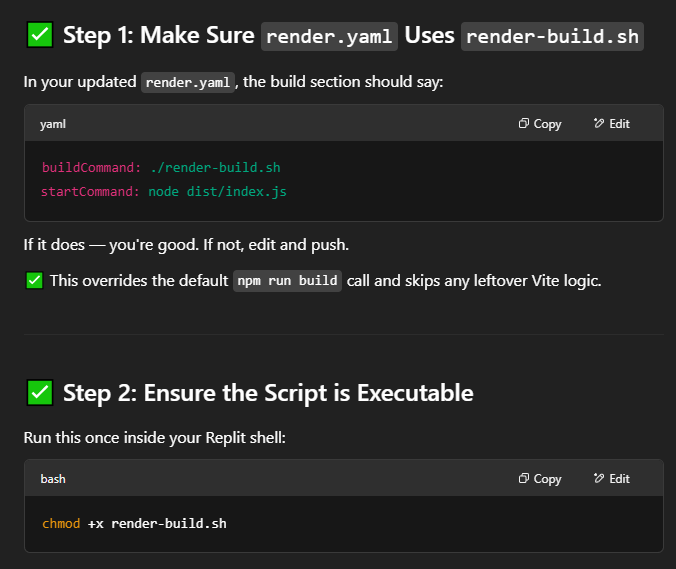 Step 1: Make Sure render.yaml Uses render-build.sh
In your updated render.yaml, the build section should say:
yaml Copy Edit
buildCommand: ./render-build.sh
startCommand: node dist/index.js
If it does — you're good. If not, edit and push.
This overrides the default npm run build call and skips any leftover Vite logic.
Step 2: Ensure the Script is Executable
Run this once inside your Replit shell:
bash Copy Edit
chmod +x render-build.sh